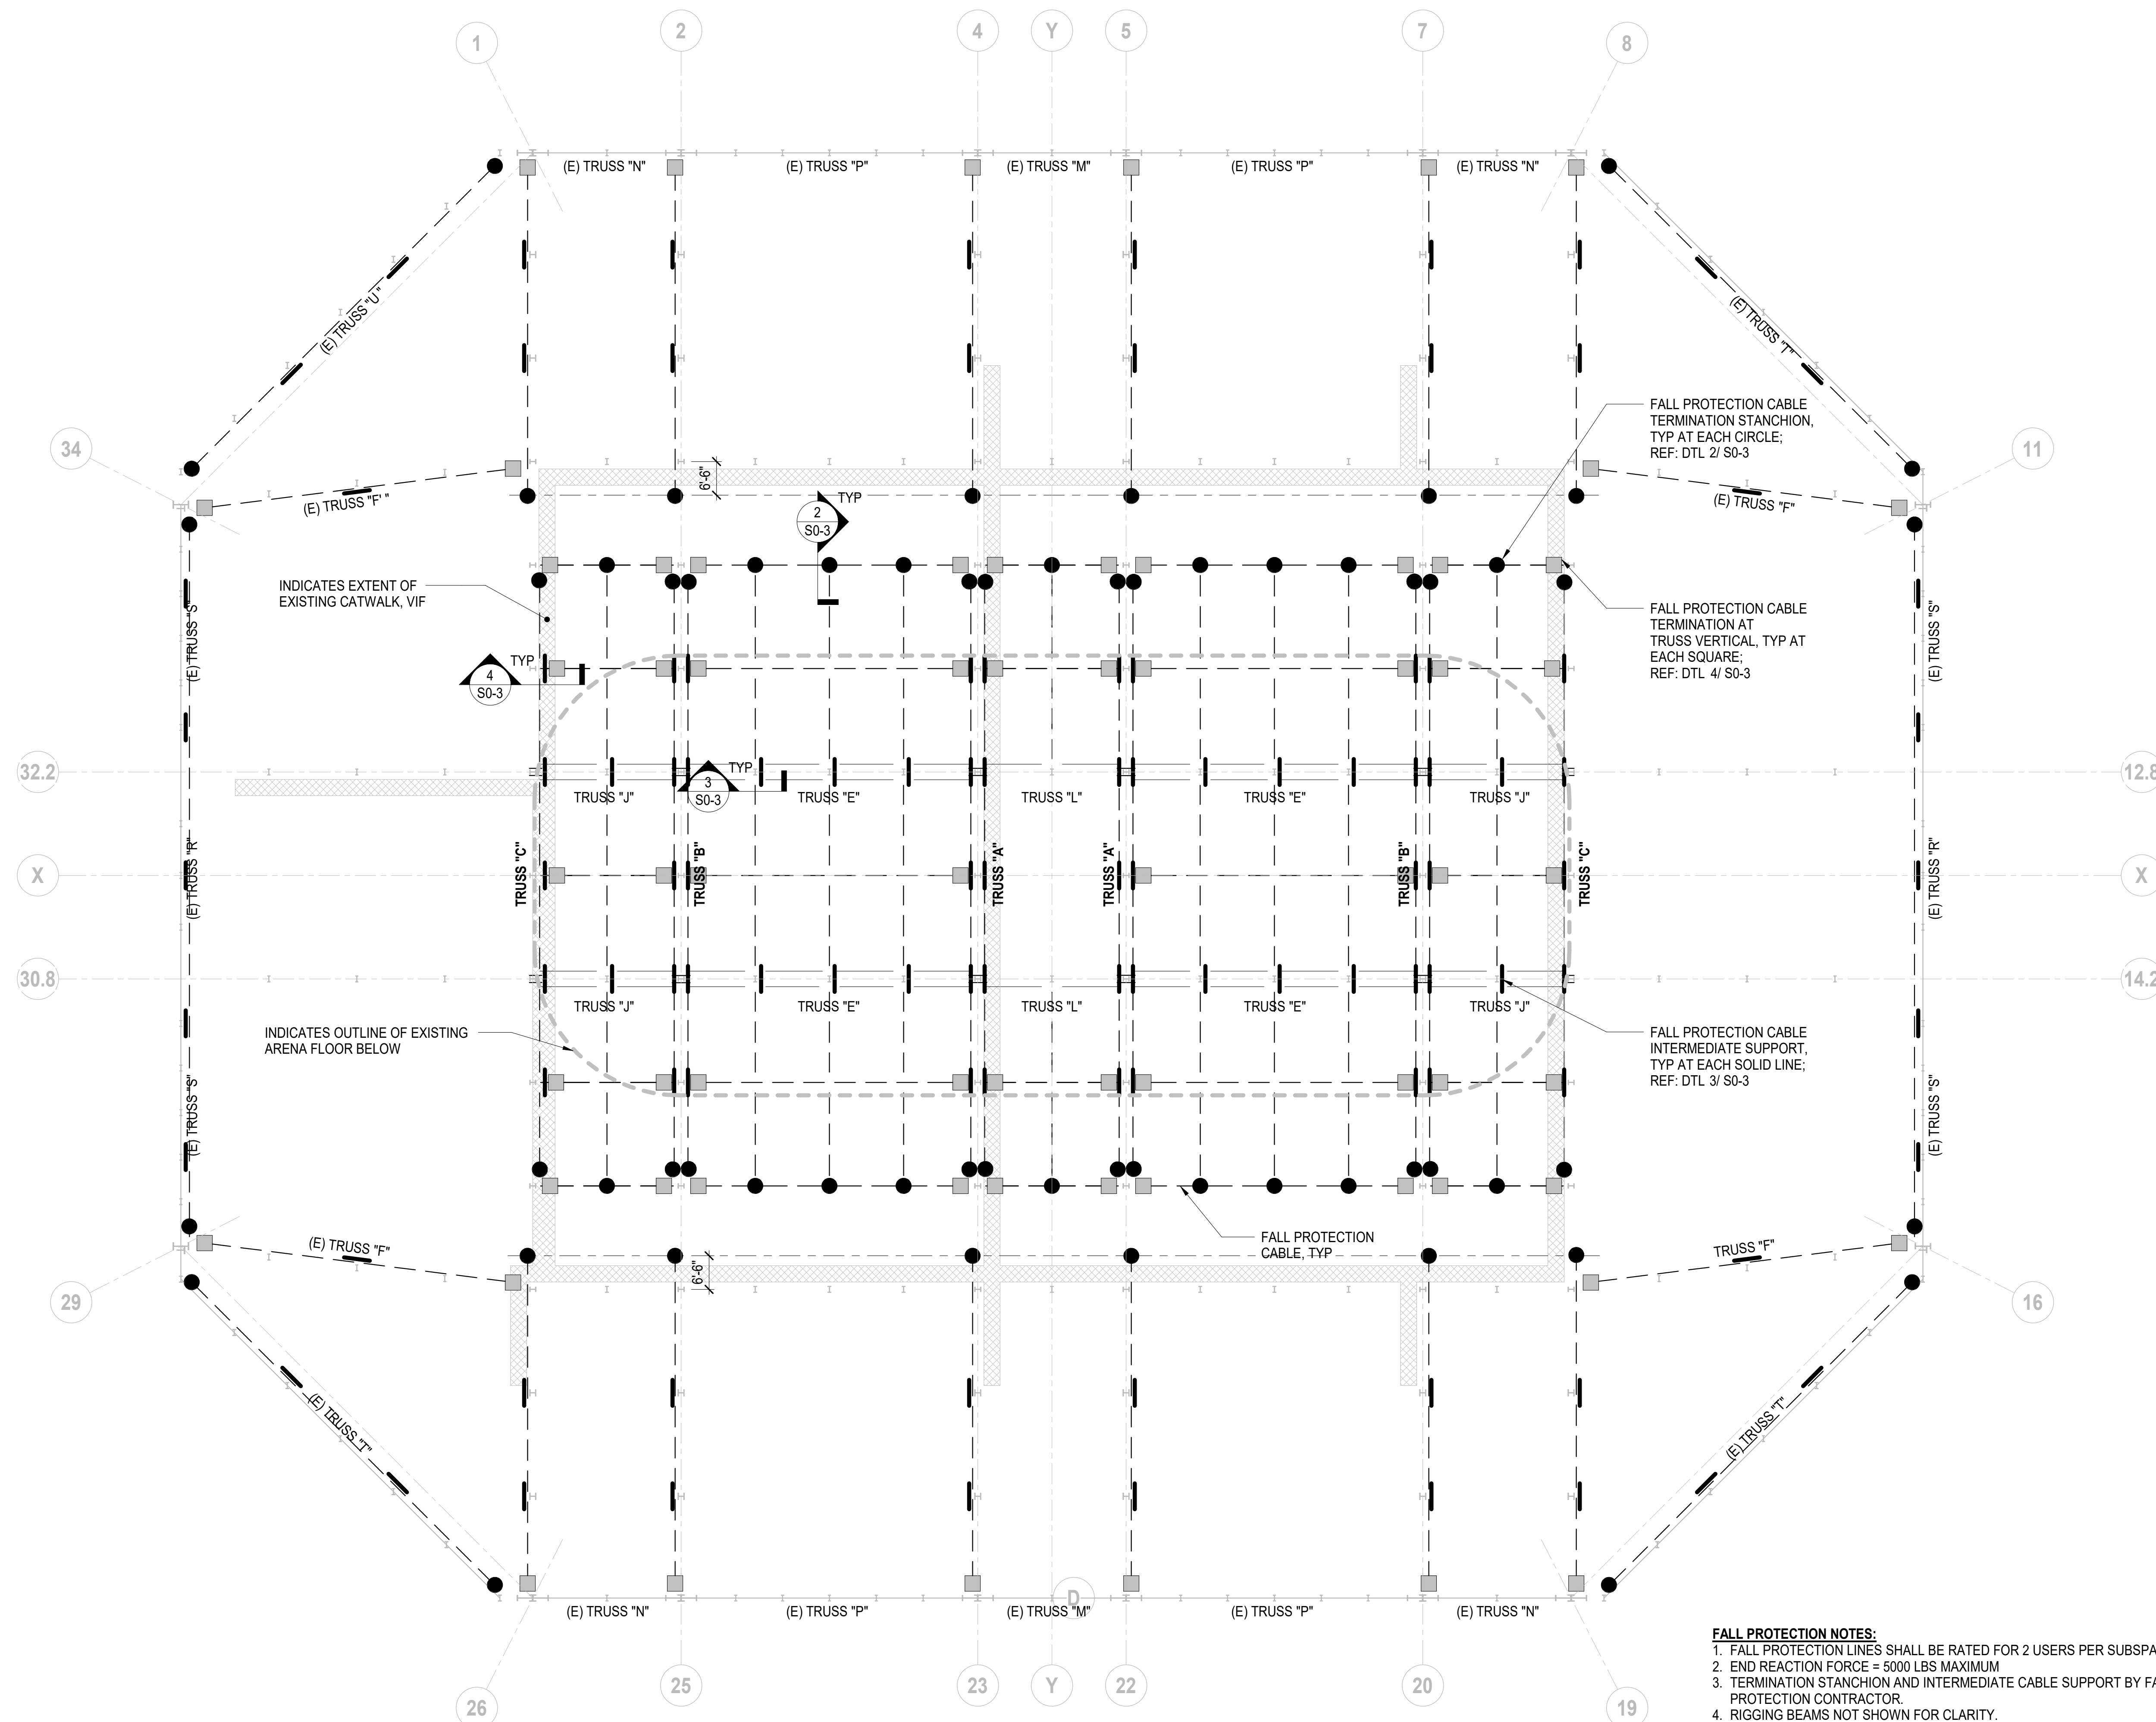 1
2
4
Y
5
7
8
(E) TRUSS "N"
(E) TRUSS "P"
(E) TRUSS "M"
(E) TRUSS "P"
(E) TRUSS "N"
(E) TRUSS "U"
(E) TRUSS "T"
FALL PROTECTION CABLE
TERMINATION STANCHION,
TYP AT EACH CIRCLE;
REF: DTL 2/ S0-3
34
11
6'-6"
(E) TRUSS "F' "
(E) TRUSS "F"
TYP
2
S0-3
INDICATES EXTENT OF
EXISTING CATWALK, VIF
FALL PROTECTION CABLE
TERMINATION AT
TRUSS VERTICAL, TYP AT
EACH SQUARE;
REF: DTL 4/ S0-3
(E) TRUSS "S"
(E) TRUSS "S"
TYP
4
S0-3
32.2
12.8
TYP
3
S0-3
TRUSS "J"
TRUSS "E"
TRUSS "L"
TRUSS "E"
TRUSS "J"
X
(E) TRUSS "R"
TRUSS "C"
TRUSS "B"
TRUSS "A"
TRUSS "A"
TRUSS "B"
TRUSS "C"
(E) TRUSS "R"
X
30.8
14.2
TRUSS "J"
TRUSS "E"
TRUSS "L"
TRUSS "E"
TRUSS "J"
INDICATES OUTLINE OF EXISTING
ARENA FLOOR BELOW
FALL PROTECTION CABLE
INTERMEDIATE SUPPORT,
TYP AT EACH SOLID LINE;
REF: DTL 3/ S0-3
(E) TRUSS "S"
(E) TRUSS "S"
FALL PROTECTION
CABLE, TYP
(E) TRUSS "F"
TRUSS "F"
6'-6"
29
16
(E) TRUSS "T"
(E) TRUSS "T"
D
(E) TRUSS "N"
(E) TRUSS "P"
(E) TRUSS "M"
(E) TRUSS "P"
(E) TRUSS "N"
26
25
23
Y
22
20
19
FALL PROTECTION NOTES:
1. FALL PROTECTION LINES SHALL BE RATED FOR 2 USERS PER SUBSPA
2. END REACTION FORCE = 5000 LBS MAXIMUM
3. TERMINATION STANCHION AND INTERMEDIATE CABLE SUPPORT BY FA
PROTECTION CONTRACTOR.
4. RIGGING BEAMS NOT SHOWN FOR CLARITY.